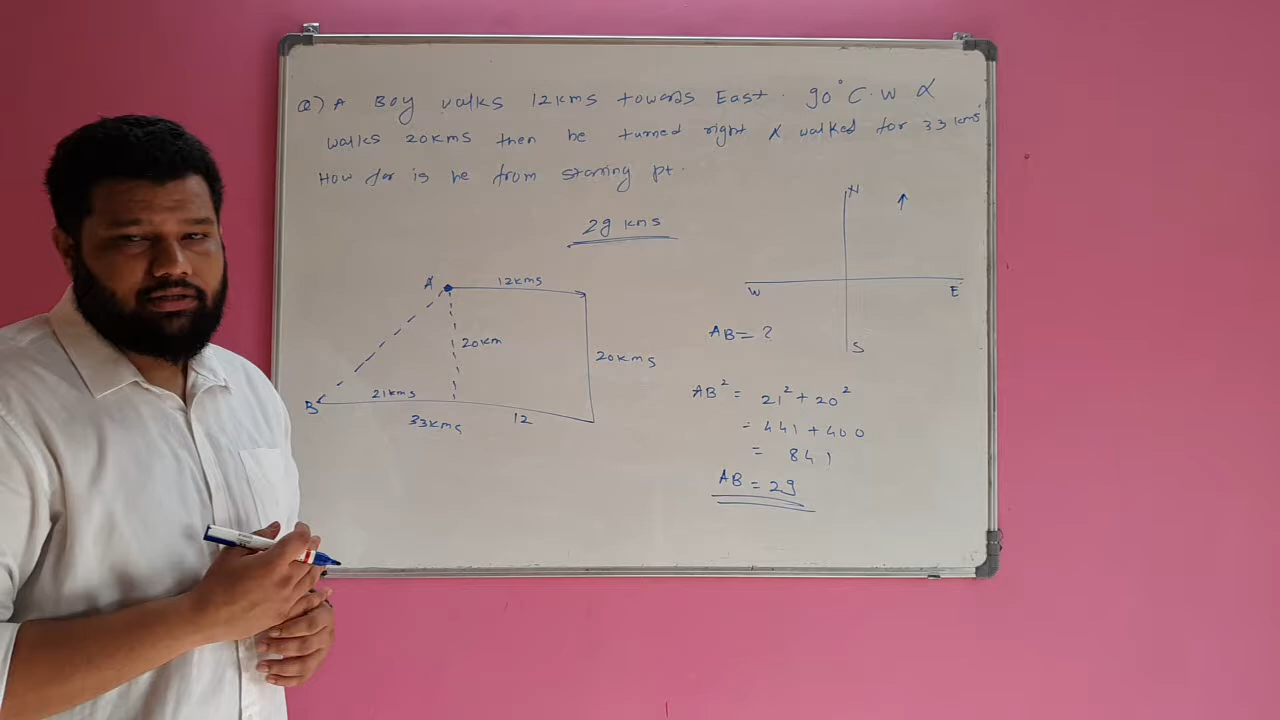 Q) A Boy walks 12kms towards East. 90° C.W &
walks 20kms then he turned right & walked for 33 kms
How far is he from starting pt.
29 kms
N
W
E
S
A
12kms
20km
20kms
B
21kms
33kms
12
AB = ?
AB² = 21² + 20²
= 441 + 400
= 841
AB = 29